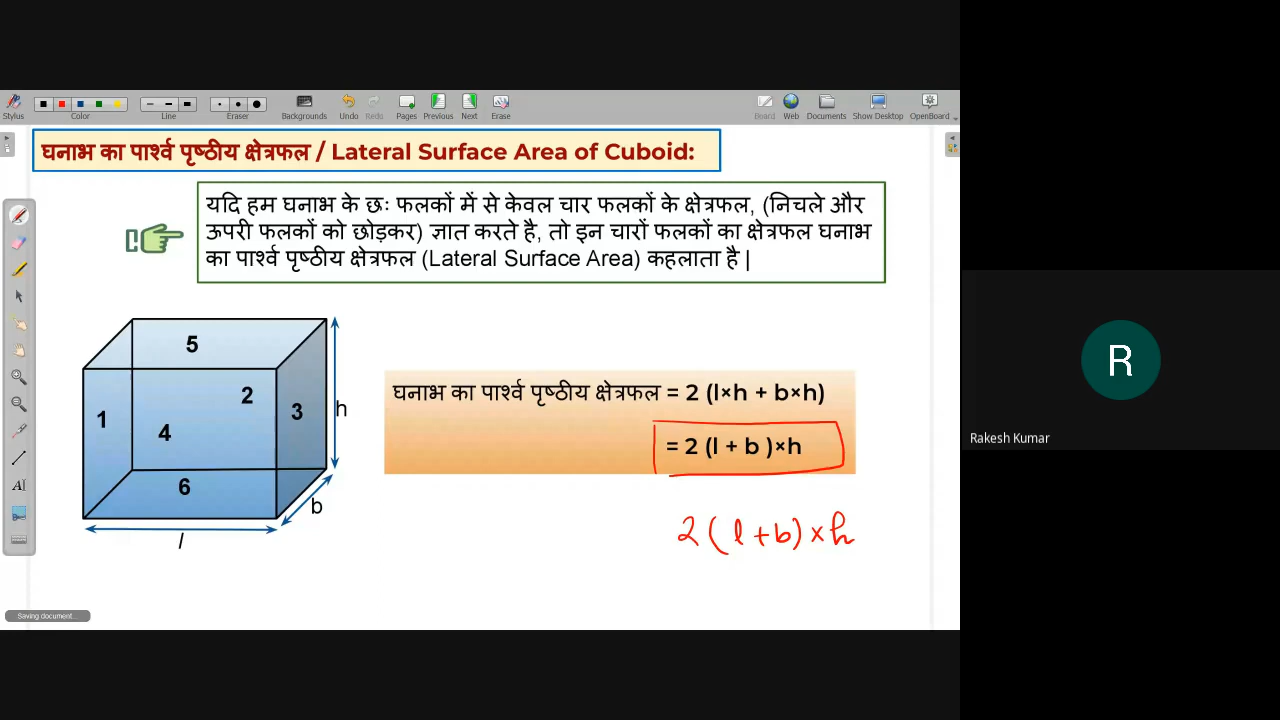 Stylus
Color
Line
Eraser
Backgrounds
Undo
Redo
Pages
Previous
Next
Erase
Board
Web
Documents
Show Desktop
OpenBoard
घनाभ का पार्श्व पृष्ठीय क्षेत्रफल / Lateral Surface Area of Cuboid:
यदि हम घनाभ के छः फलकों में से केवल चार फलकों के क्षेत्रफल, (निचले और
ऊपरी फलकों को छोड़कर) ज्ञात करते है, तो इन चारों फलकों का क्षेत्रफल घनाभ
का पार्श्व पृष्ठीय क्षेत्रफल (Lateral Surface Area) कहलाता है |
5
2
1
4
3
h
6
b
l
घनाभ का पार्श्व पृष्ठीय क्षेत्रफल = 2 (l×h + b×h)
= 2 (l + b )×h
2(l+b)×h
R
Rakesh Kumar
Saving document...